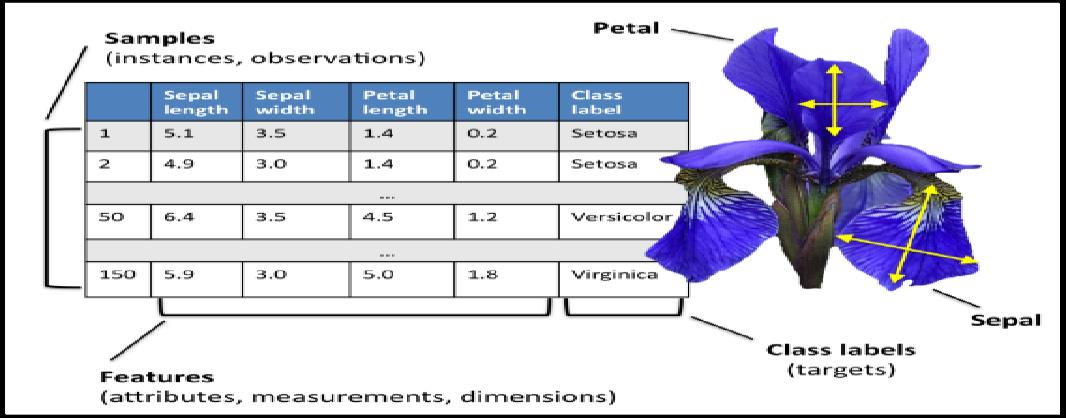 Samples
(instances, observations)
Petal
Sepal length Sepal width Petal length Petal width Class label
1 5.1 3.5 1.4 0.2 Setosa
2 4.9 3.0 1.4 0.2 Setosa
...
50 6.4 3.5 4.5 1.2 Versicolor
...
150 5.9 3.0 5.0 1.8 Virginica
Sepal
Class labels
(targets)
Features
(attributes, measurements, dimensions)